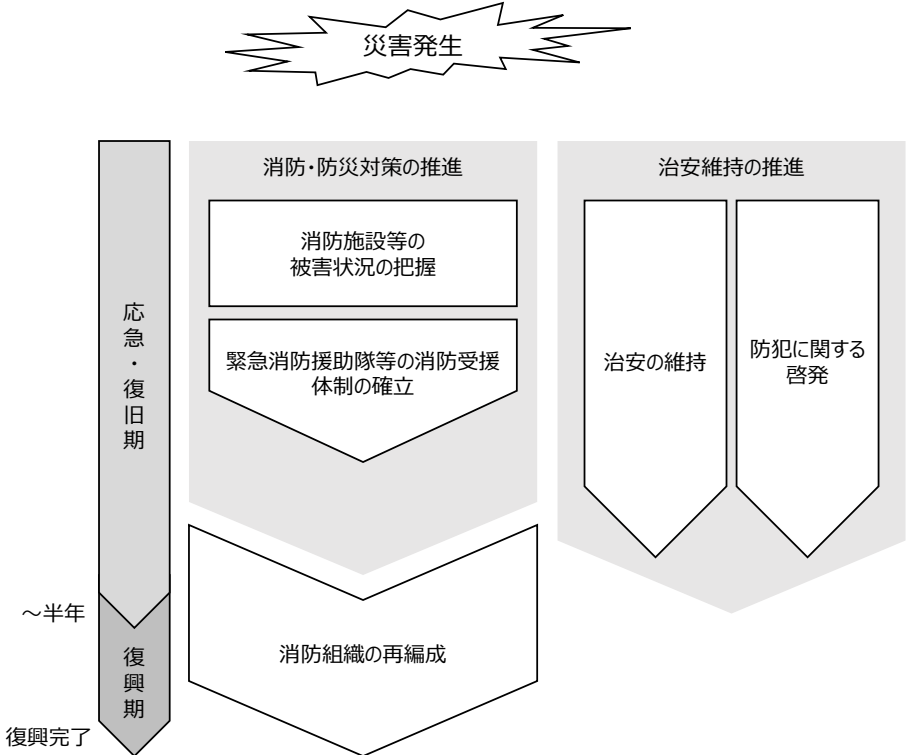 災害発生
消防・防災対策の推進
治安維持の推進
消防施設等の
被害状況の把握
緊急消防援助隊等の消防受援
体制の確立
治安の維持
防犯に関する
啓発
応急・復旧期
～半年
消防組織の再編成
復興期
復興完了